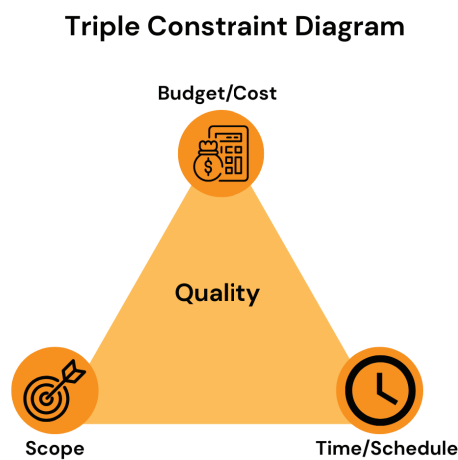 Triple Constraint Diagram
Budget/Cost
$
Quality
Scope
Time/Schedule